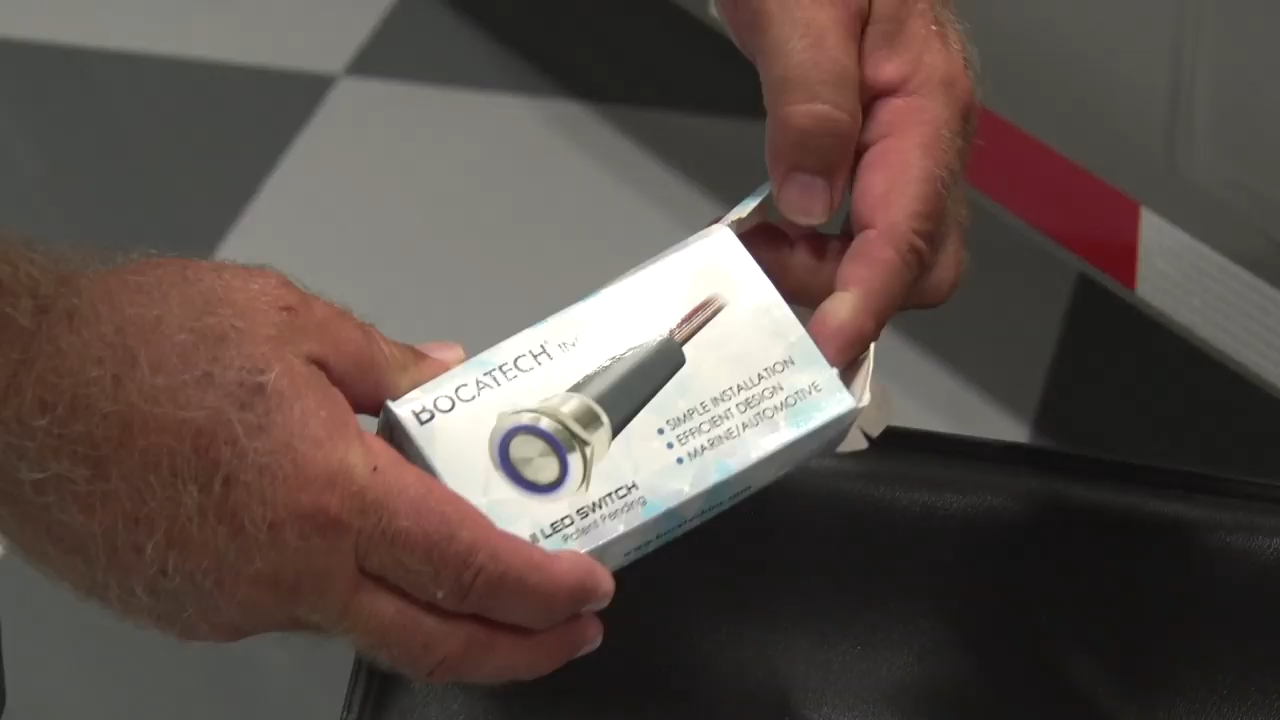 BOCATECH
• SIMPLE INSTALLATION
• EFFICIENT DESIGN
• MARINE/AUTOMOTIVE
LED SWITCH
Patent Pending